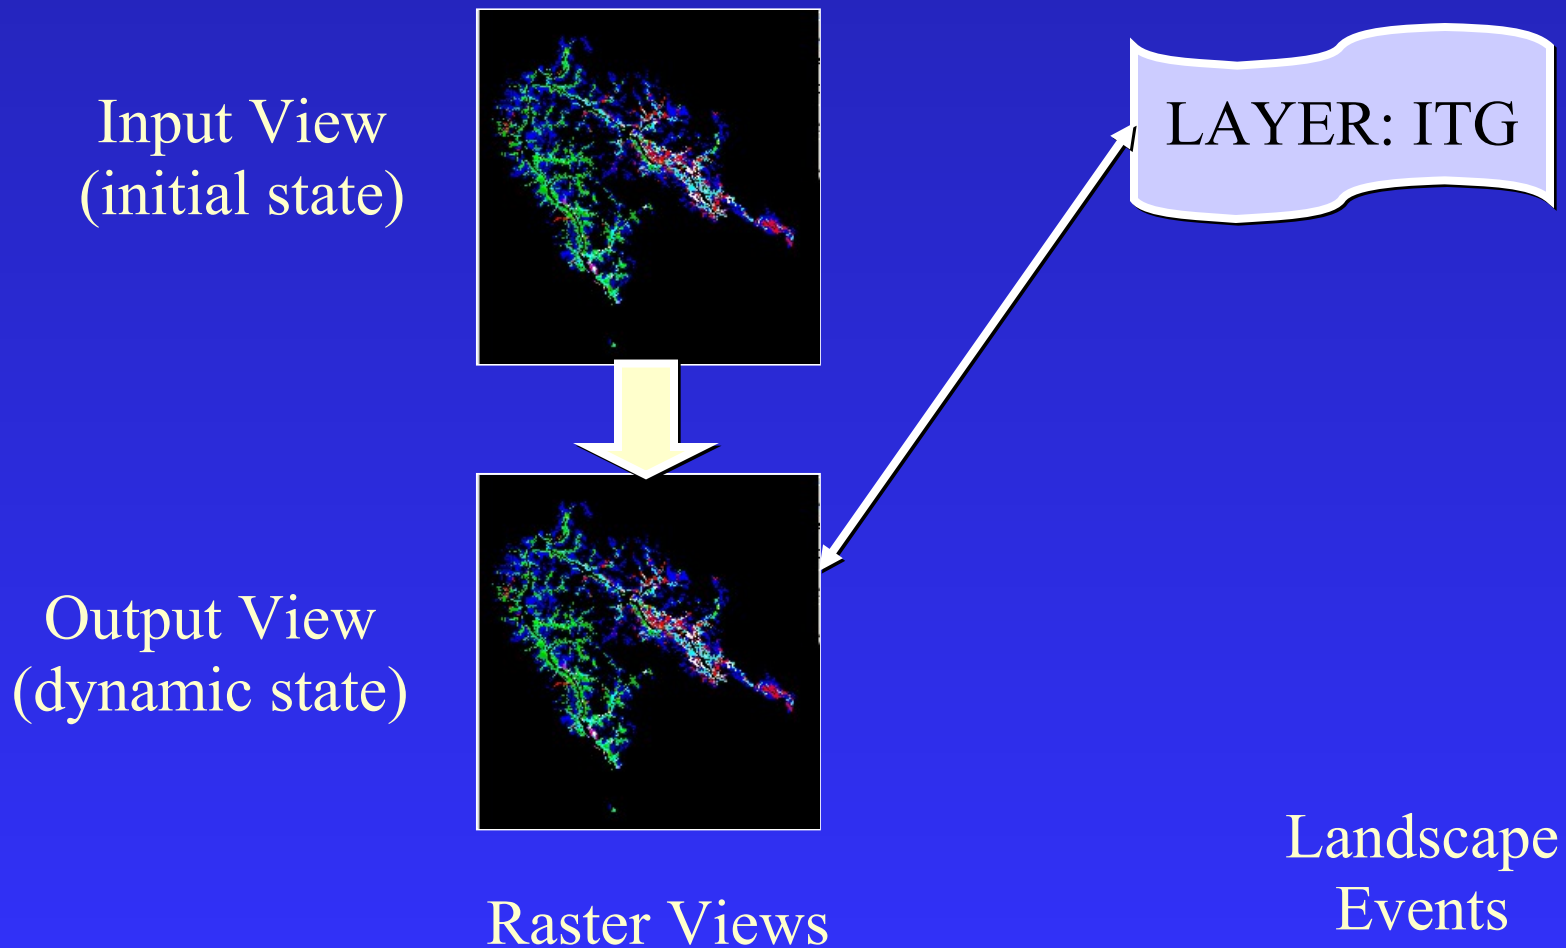 Input View
(initial state)
LAYER: ITG
Output View
(dynamic state)
Raster Views
Landscape
Events